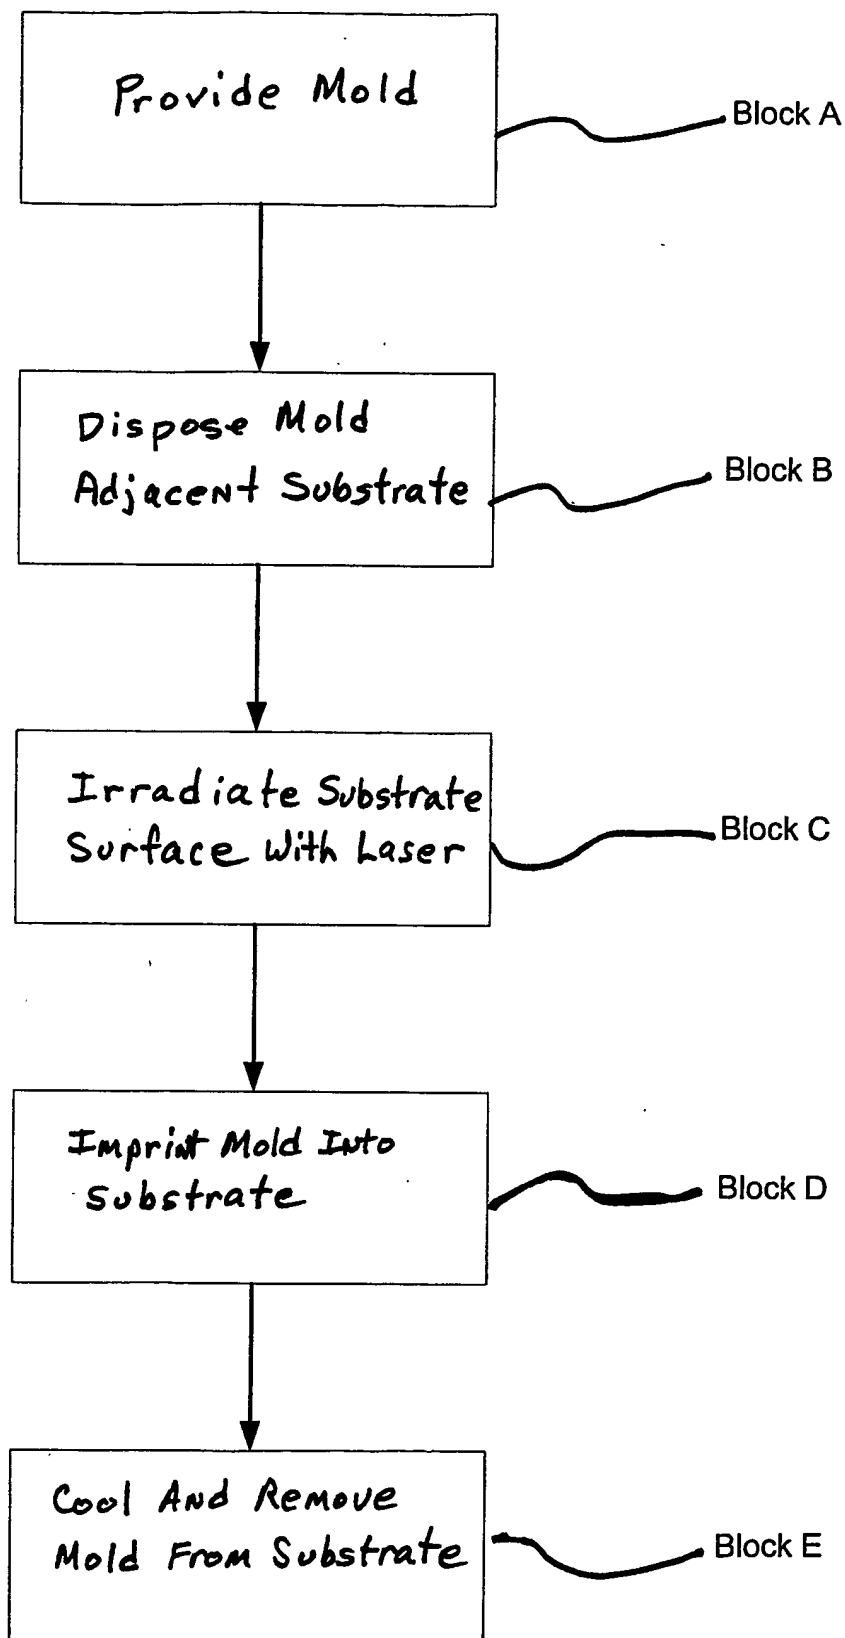 Provide Mold
Block A
Dispose Mold
Adjacent Substrate
Block B
Irradiate Substrate
Surface With Laser
Block C
Imprint Mold Into
Substrate
Block D
Cool And Remove
Mold From Substrate
Block E